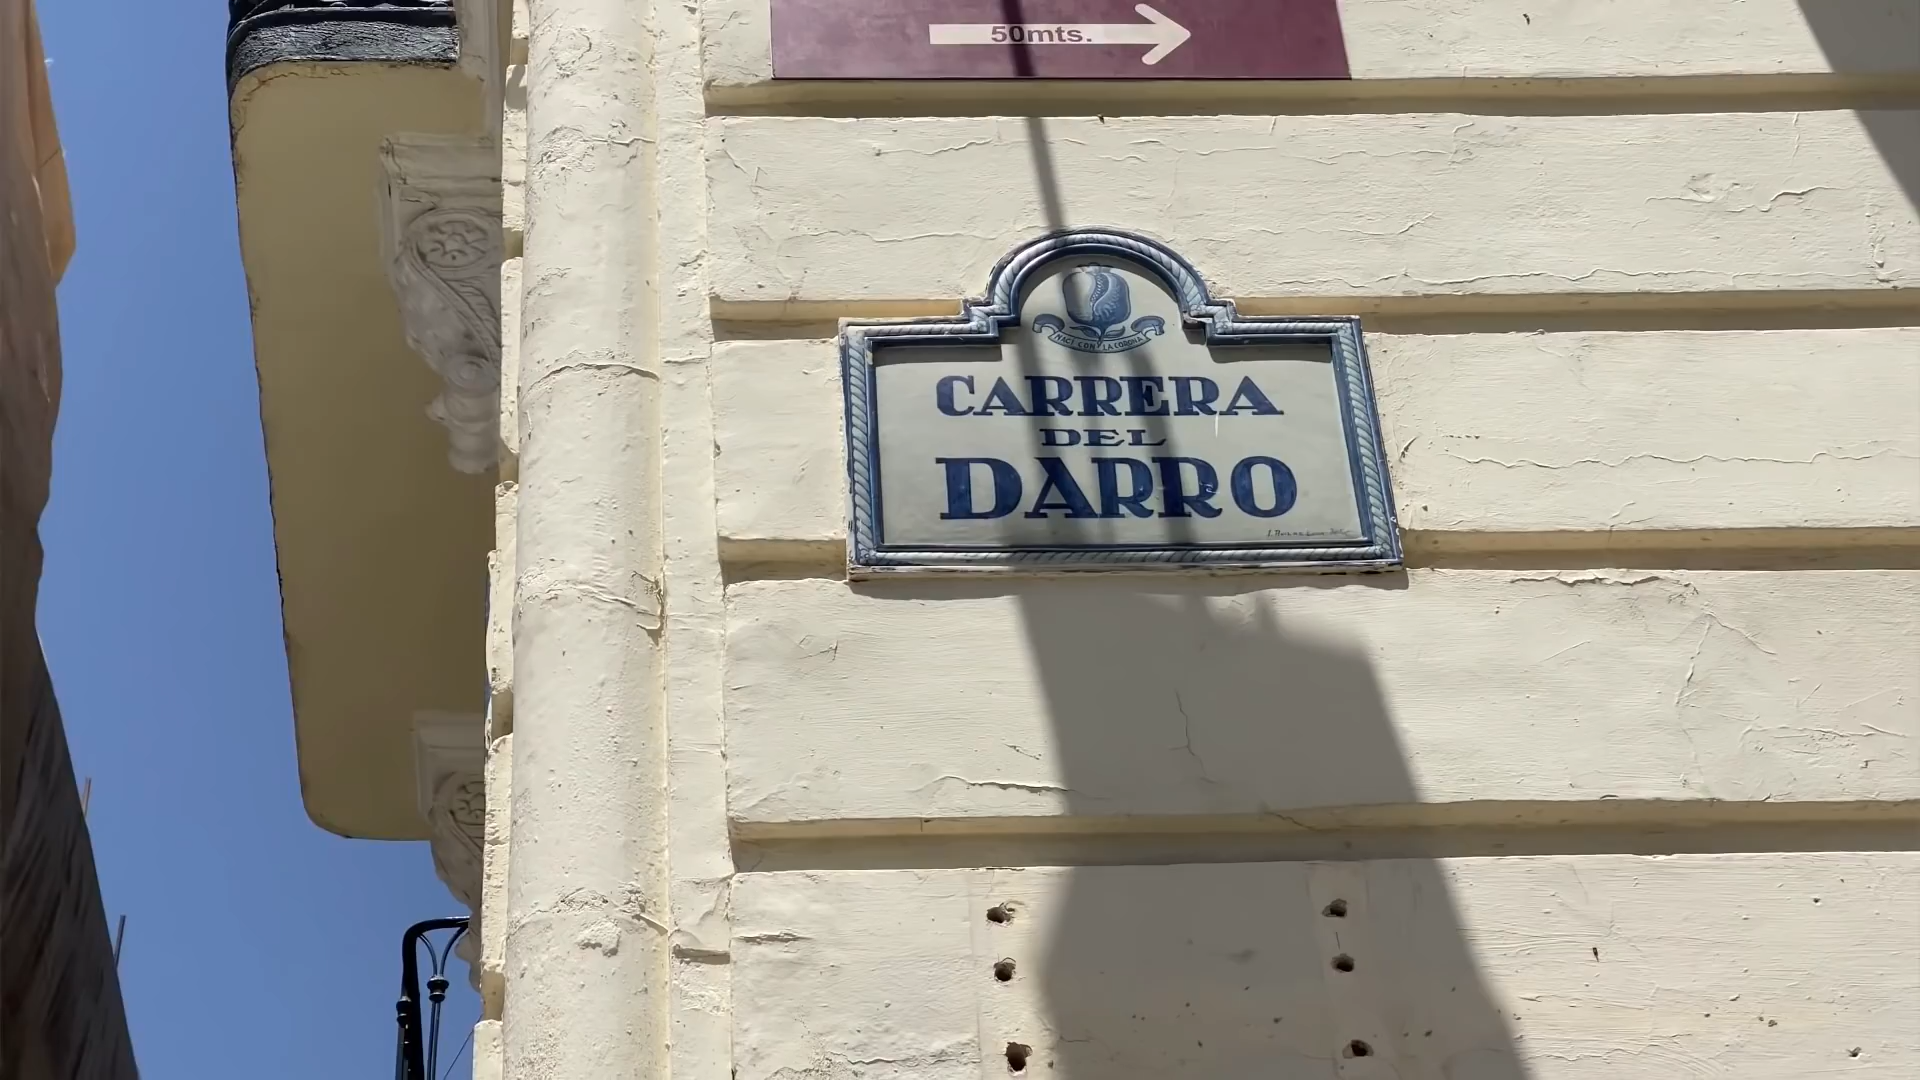 50mts.
NACÍ CON LA CORONA
CARRERA
DEL
DARRO